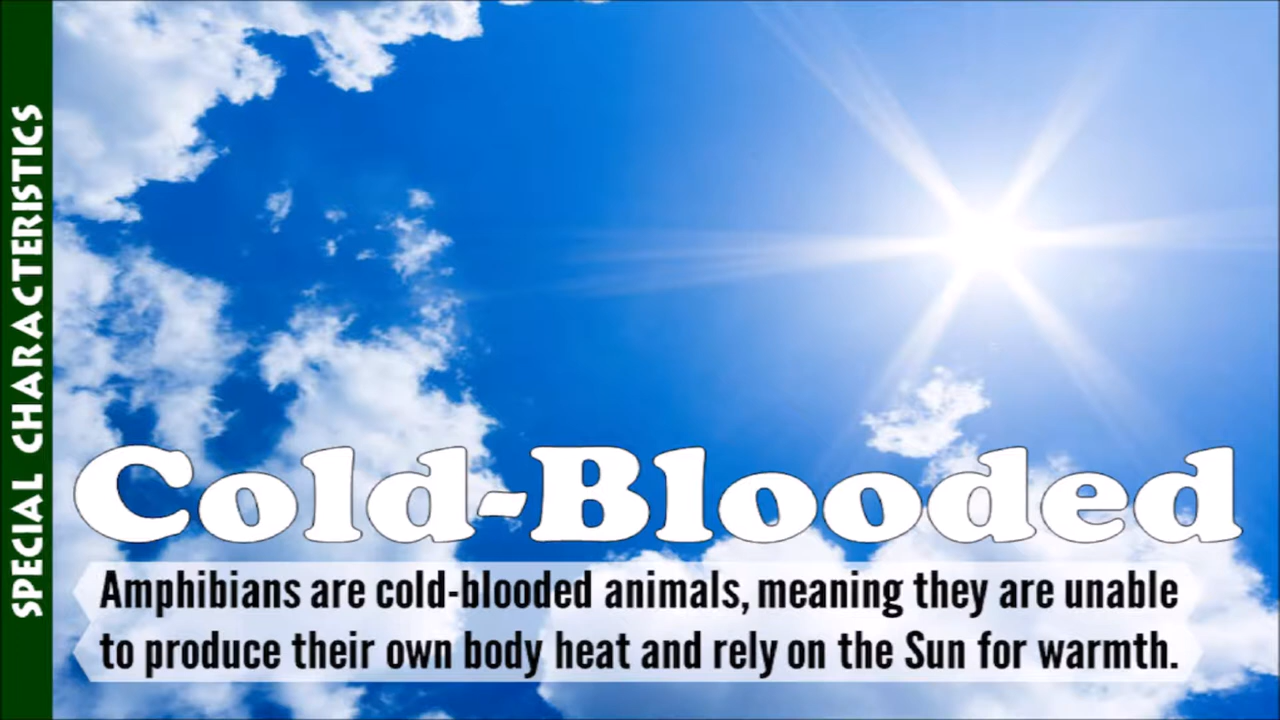 SPECIAL CHARACTERISTICS
Cold-Blooded
Amphibians are cold-blooded animals, meaning they are unable
to produce their own body heat and rely on the Sun for warmth.